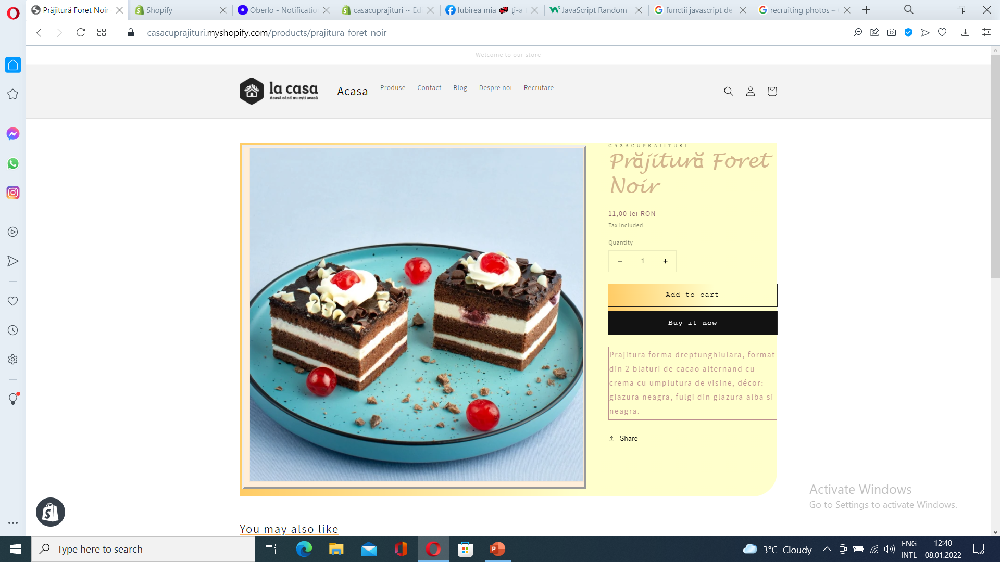 Prăjitură Foret Noir
Shopify
Oberlo - Notificatio
casacuprajituri ~ Ed
Iubirea mia 💋 ţi-a
JavaScript Random
functii javascript de
recruiting photos –
casacuprajituri.myshopify.com/products/prajitura-foret-noir
Welcome to our store
la casa
Acasă când nu ești acasă
Acasa
Produse
Contact
Blog
Despre noi
Recrutare
CASACUPRAJITURI
Prăjitură Foret
Noir
11,00 lei RON
Tax included.
Quantity
− 1 +
Add to cart
Buy it now
Prajitura forma dreptunghiulara, format
din 2 blaturi de cacao alternand cu
crema cu umplutura de visine, décor:
glazura neagra, fulgi din glazura alba si
neagra.
Share
Activate Windows
Go to Settings to activate Windows.
You may also like
Type here to search
3°C Cloudy
ENG
INTL
12:40
08.01.2022